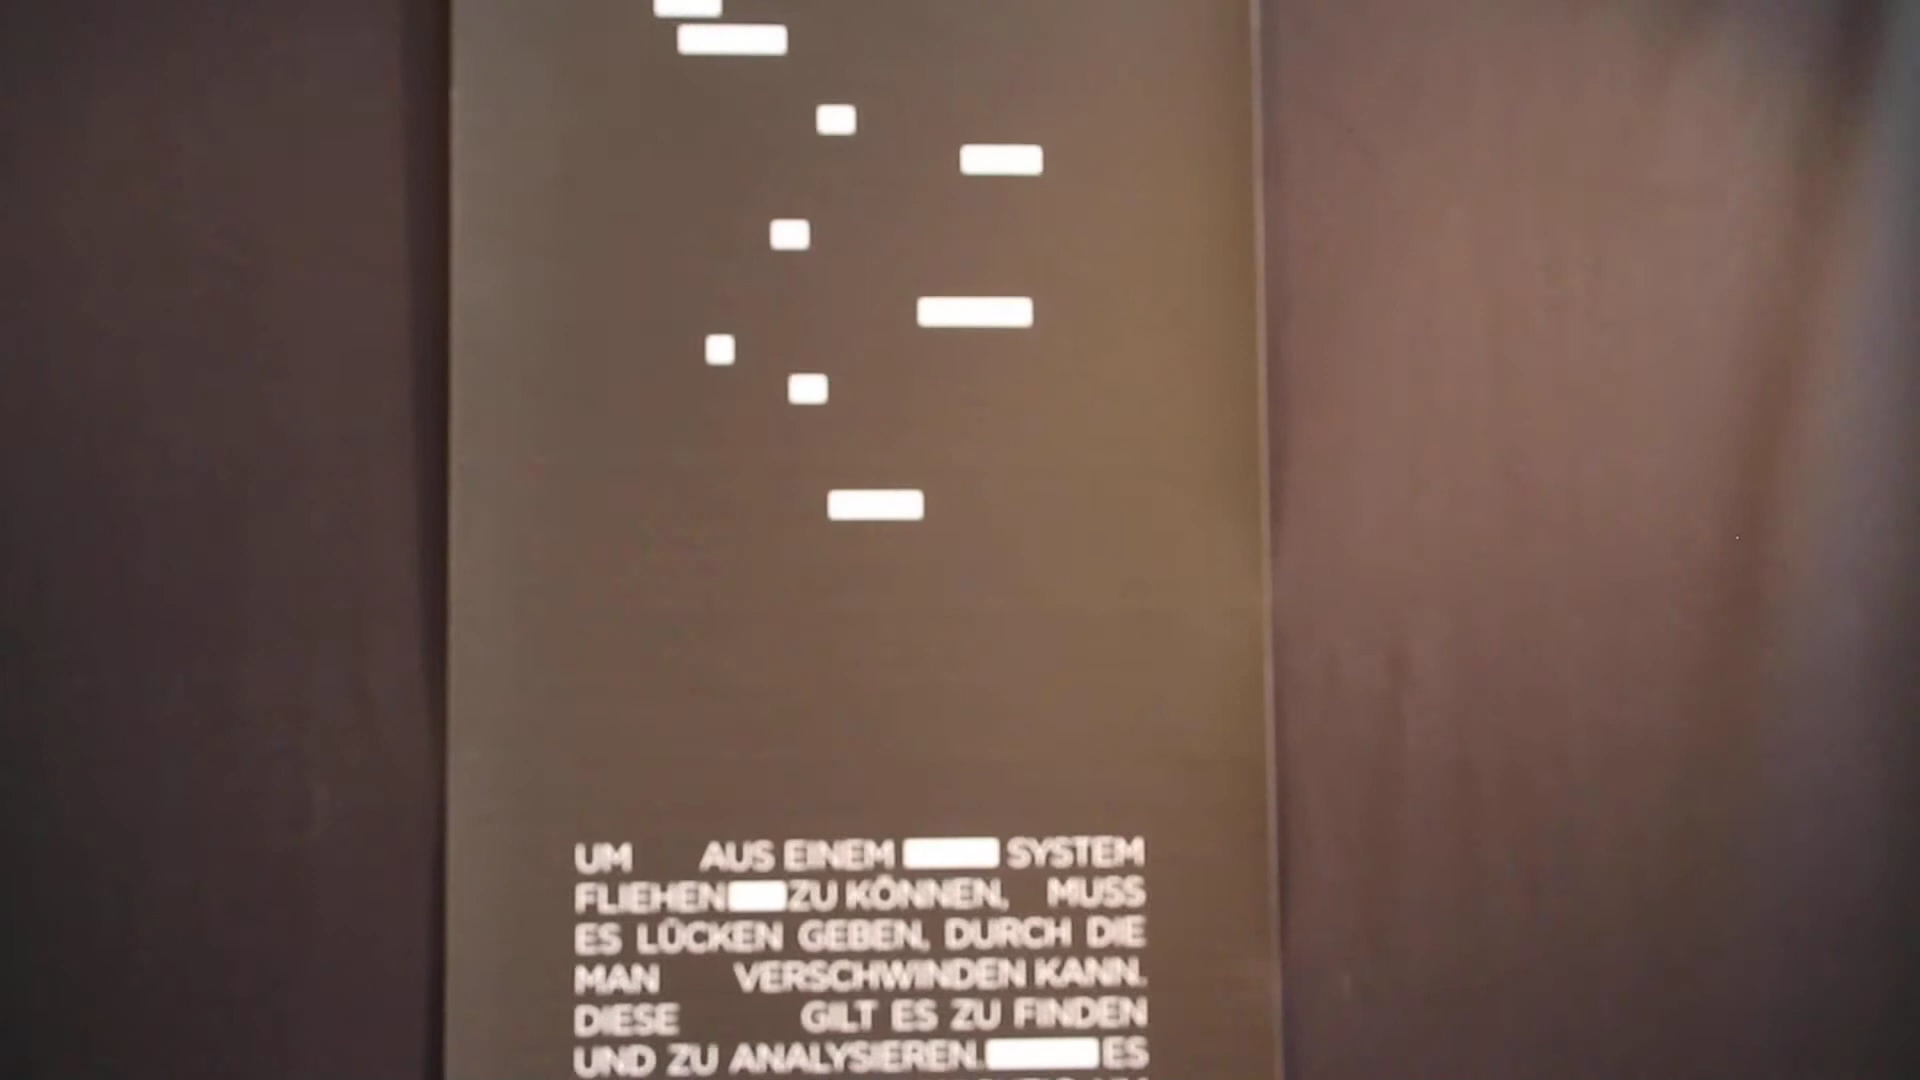 UM AUS EINEM SYSTEM
FLIEHEN ZU KÖNNEN, MUSS
ES LÜCKEN GEBEN, DURCH DIE
MAN VERSCHWINDEN KANN.
DIESE GILT ES ZU FINDEN
UND ZU ANALYSIEREN. ES